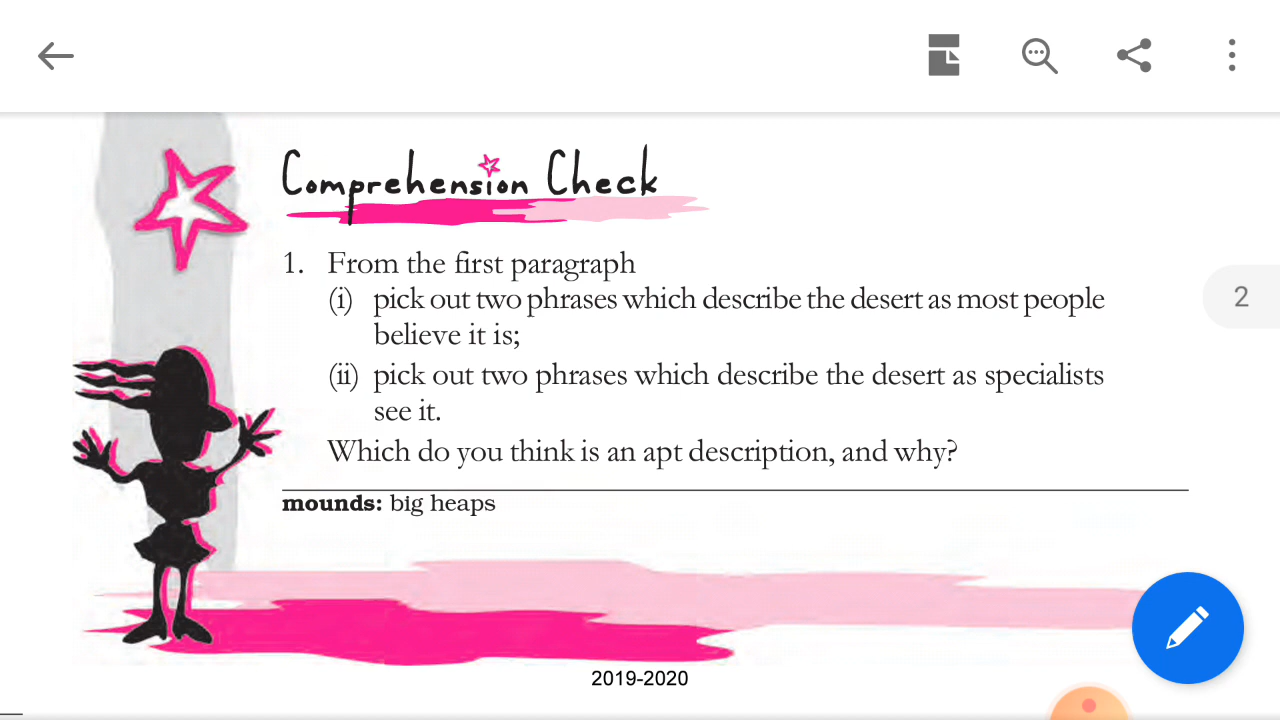 2
Comprehension Check
1. From the first paragraph
(i) pick out two phrases which describe the desert as most people
believe it is;
(ii) pick out two phrases which describe the desert as specialists
see it.
Which do you think is an apt description, and why?
mounds: big heaps
2019-2020